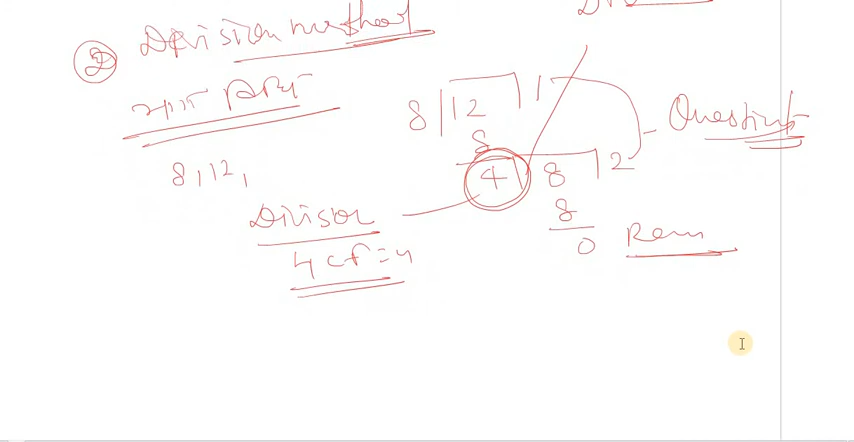 ② Division method
8, 12,
8 | 12 | 1
8
4 | 8 | 2
8
0
Quotient
Divisor
Rem
HCF = 4